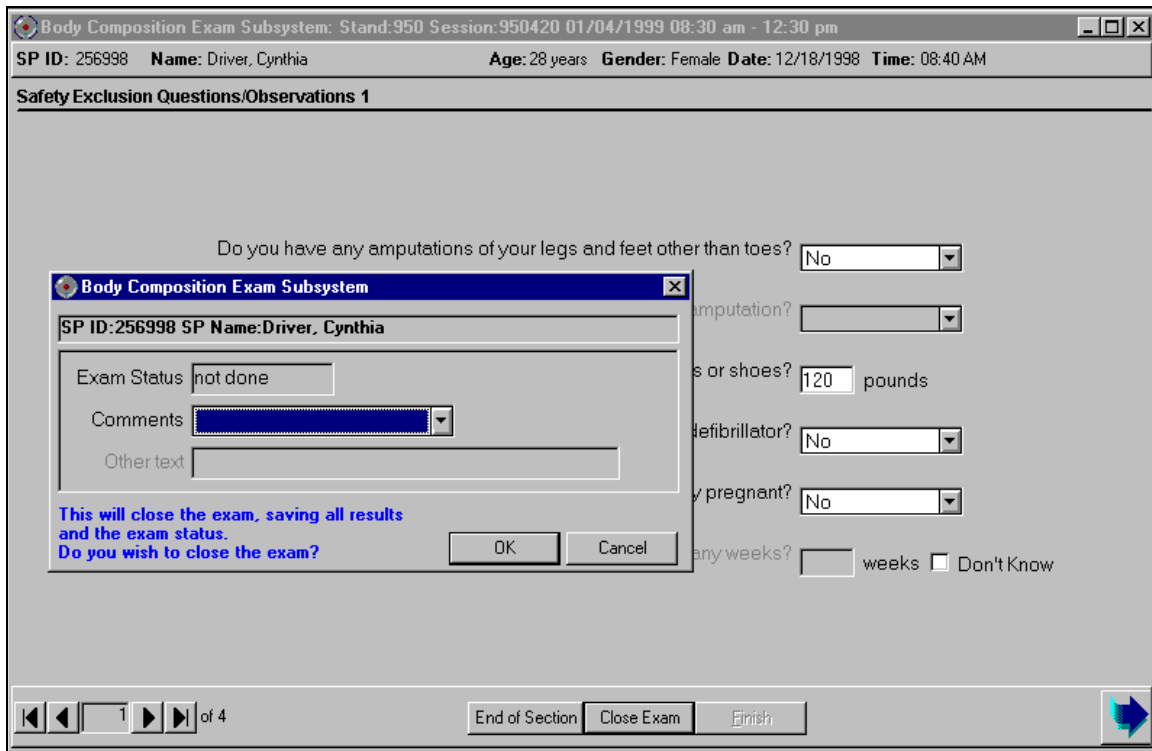 Body Composition Exam Subsystem: Stand:950 Session:950420 01/04/1999 08:30 am - 12:30 pm
SP ID: 256998 Name: Driver, Cynthia Age: 28 years Gender: Female Date: 12/18/1998 Time: 08:40 AM
Safety Exclusion Questions/Observations 1
Do you have any amputations of your legs and feet other than toes? No
Body Composition Exam Subsystem
amputation?
SP ID:256998 SP Name:Driver, Cynthia
Exam Status not done
s or shoes? 120 pounds
Comments
defibrillator? No
Other text
y pregnant? No
This will close the exam, saving all results
and the exam status.
Do you wish to close the exam?
OK Cancel
any weeks? weeks Don't Know
1 of 4 End of Section Close Exam Finish